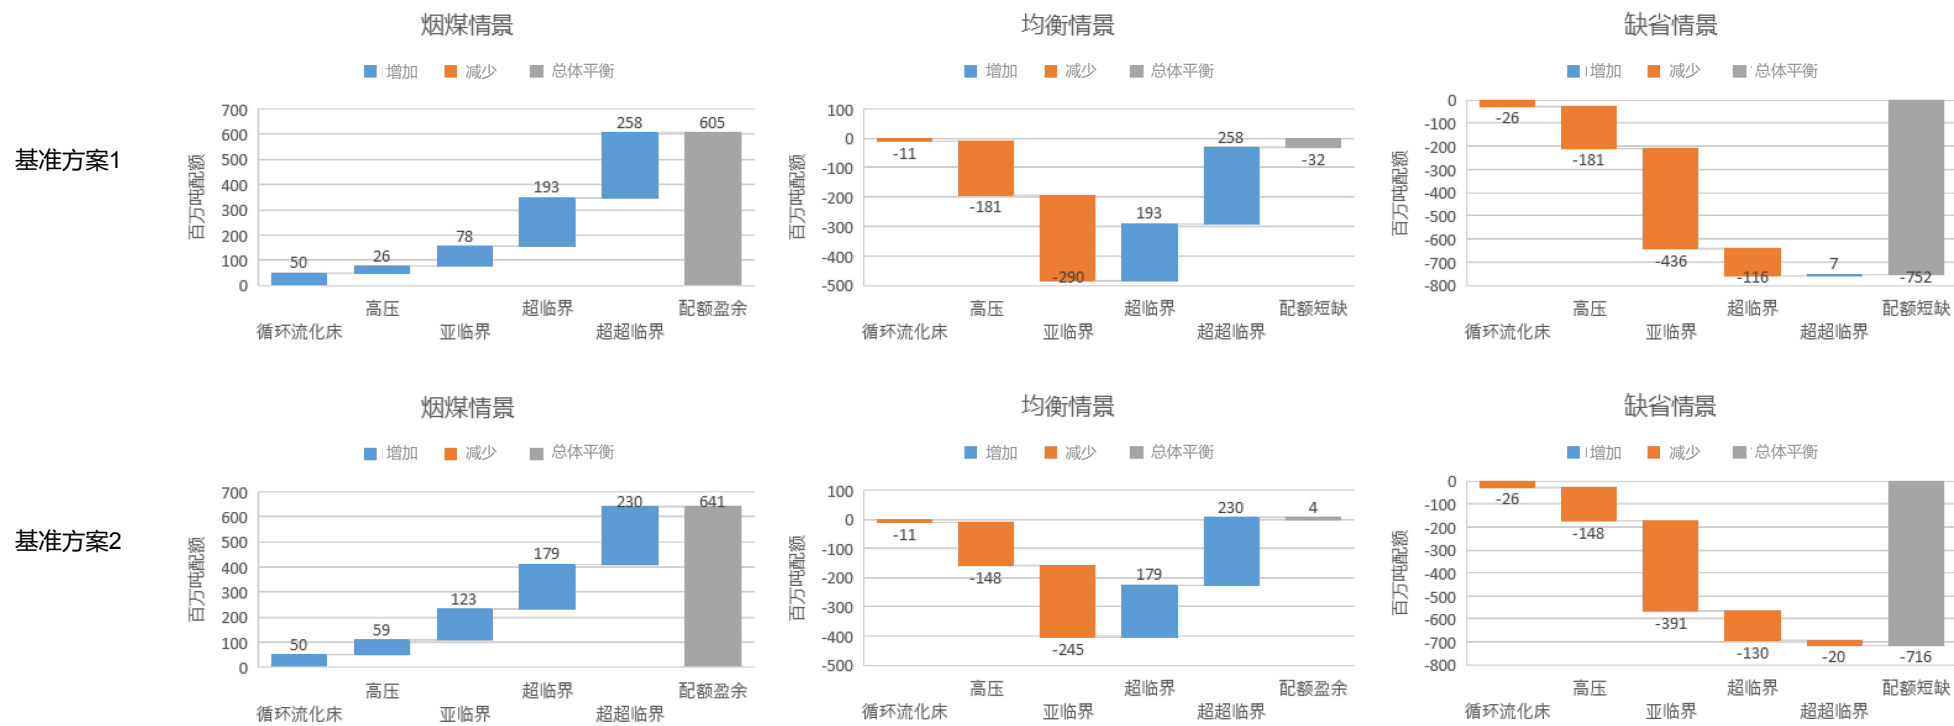 基准方案1
烟煤情景
增加 减少 总体平衡
百万吨配额
700
600
500
400
300
200
100
0
50
26
78
193
258
605
循环流化床
高压
亚临界
超临界
超超临界
配额盈余
均衡情景
增加 减少 总体平衡
百万吨配额
100
0
-100
-200
-300
-400
-500
-11
-181
-290
193
258
-32
循环流化床
高压
亚临界
超临界
超超临界
配额短缺
缺省情景
增加 减少 总体平衡
百万吨配额
0
-100
-200
-300
-400
-500
-600
-700
-800
-26
-181
-436
-116
7
-752
循环流化床
高压
亚临界
超临界
超超临界
配额短缺
基准方案2
烟煤情景
增加 减少 总体平衡
百万吨配额
700
600
500
400
300
200
100
0
50
59
123
179
230
641
循环流化床
高压
亚临界
超临界
超超临界
配额盈余
均衡情景
增加 减少 总体平衡
百万吨配额
100
0
-100
-200
-300
-400
-500
-11
-148
-245
179
230
4
循环流化床
高压
亚临界
超临界
超超临界
配额盈余
缺省情景
增加 减少 总体平衡
百万吨配额
0
-100
-200
-300
-400
-500
-600
-700
-800
-26
-148
-391
-130
-20
-716
循环流化床
高压
亚临界
超临界
超超临界
配额短缺